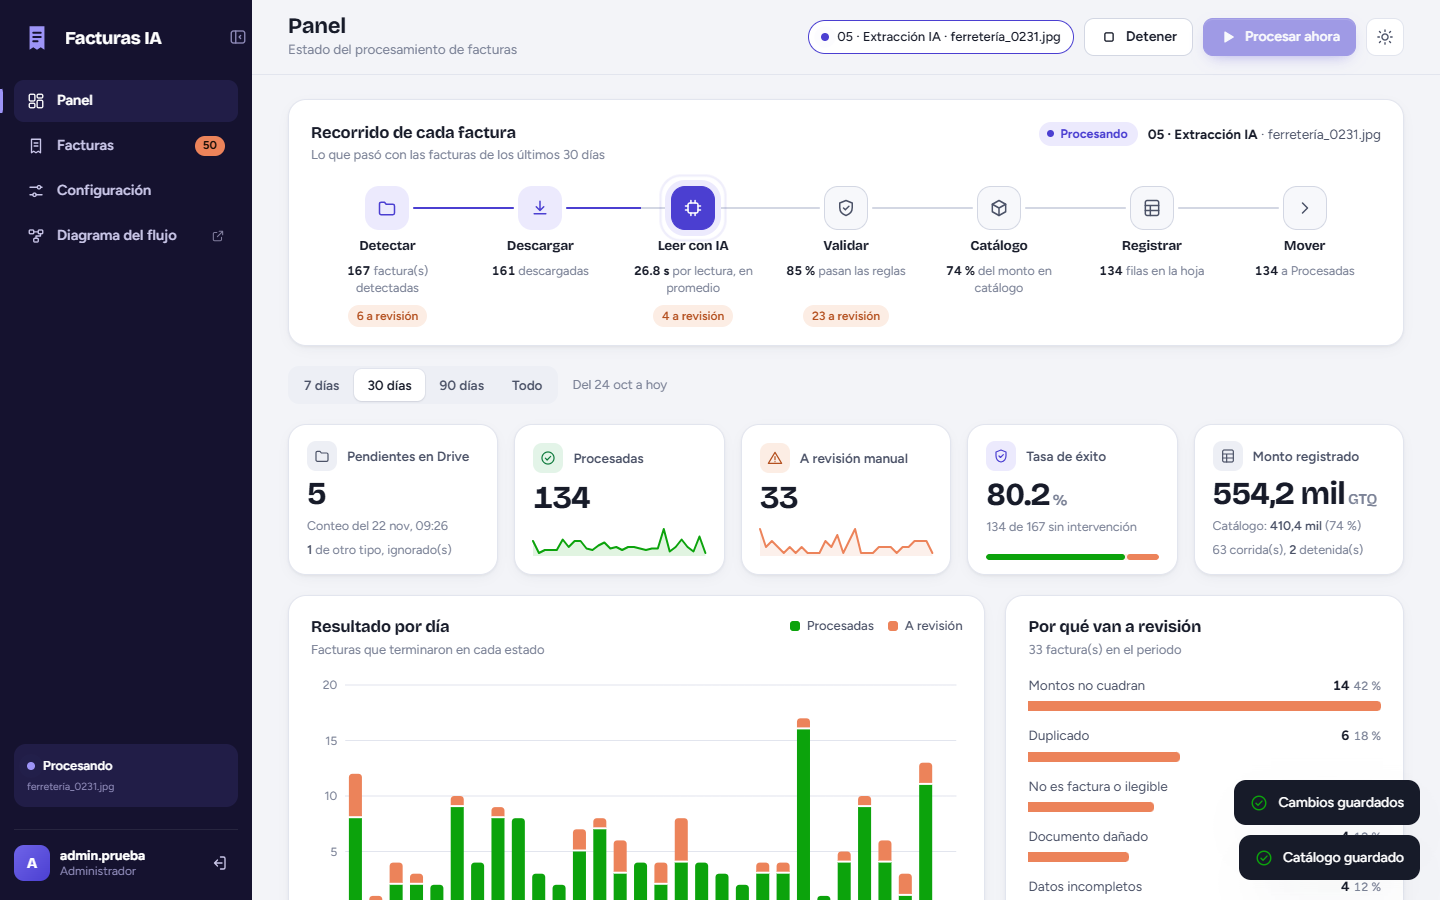 Facturas IA
Panel
Facturas
50
Configuración
Diagrama del flujo
Procesando
ferretería_0231.jpg
A
admin.prueba
Administrador
Panel
Estado del procesamiento de facturas
05 · Extracción IA · ferretería_0231.jpg
Detener
Procesar ahora
Recorrido de cada factura
Lo que pasó con las facturas de los últimos 30 días
Procesando
05 · Extracción IA · ferretería_0231.jpg
Detectar
167 factura(s)
detectadas
6 a revisión
Descargar
161 descargadas
Leer con IA
26.8 s por lectura, en
promedio
4 a revisión
Validar
85 % pasan las reglas
23 a revisión
Catálogo
74 % del monto en
catálogo
Registrar
134 filas en la hoja
Mover
134 a Procesadas
7 días
30 días
90 días
Todo
Del 24 oct a hoy
Pendientes en Drive
5
Conteo del 22 nov, 09:26
1 de otro tipo, ignorado(s)
Procesadas
134
A revisión manual
33
Tasa de éxito
80.2 %
134 de 167 sin intervención
Monto registrado
554,2 mil GTQ
Catálogo: 410,4 mil (74 %)
63 corrida(s), 2 detenida(s)
Resultado por día
Facturas que terminaron en cada estado
Procesadas
A revisión
20
15
10
5
Por qué van a revisión
33 factura(s) en el periodo
Montos no cuadran
14 42 %
Duplicado
6 18 %
No es factura o ilegible
Documento dañado
Datos incompletos
4 12 %
Cambios guardados
Catálogo guardado